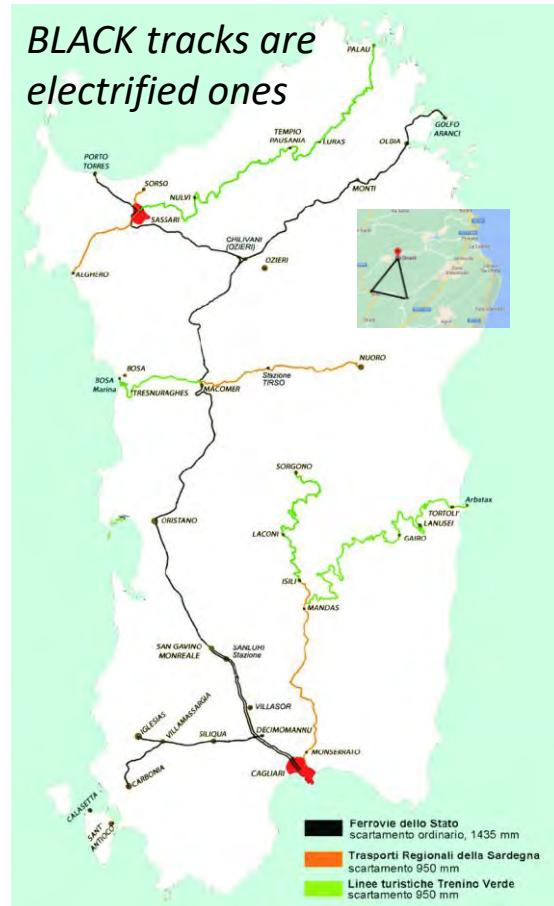 BLACK tracks are
electrified ones
PALAU
GOLFO
ARANCI
OLBIA
TEMPIO
PAUSANIA
LURAS
PORTO
TORRES
SORSO
NULVI
MONTI
SASSARI
CHILIVANI
(OZIERI)
OZIERI
ALGHERO
BOSA
BOSA
Marina
TRESNURAGHES
MACOMER
Stazione
TIRSO
NUORO
SORGONO
Arbatax
TORTOLI'
LANUSEI
GAIRO
ORISTANO
LACONI
ISILI
MANDAS
SAN GAVINO
MONREALE
SANLURI
Stazione
VILLASOR
IGLESIAS
VILLAMASSARGIA
SILIQUA
DECIMOMANNU
MONSERRATO
CAGLIARI
CARBONIA
CALASETTA
SANT'
ANTIOCO
Ferrovie dello Stato
scartamento ordinario, 1435 mm
Trasporti Regionali della Sardegna
scartamento 950 mm
Linee turistiche Trenino Verde
scartamento 950 mm